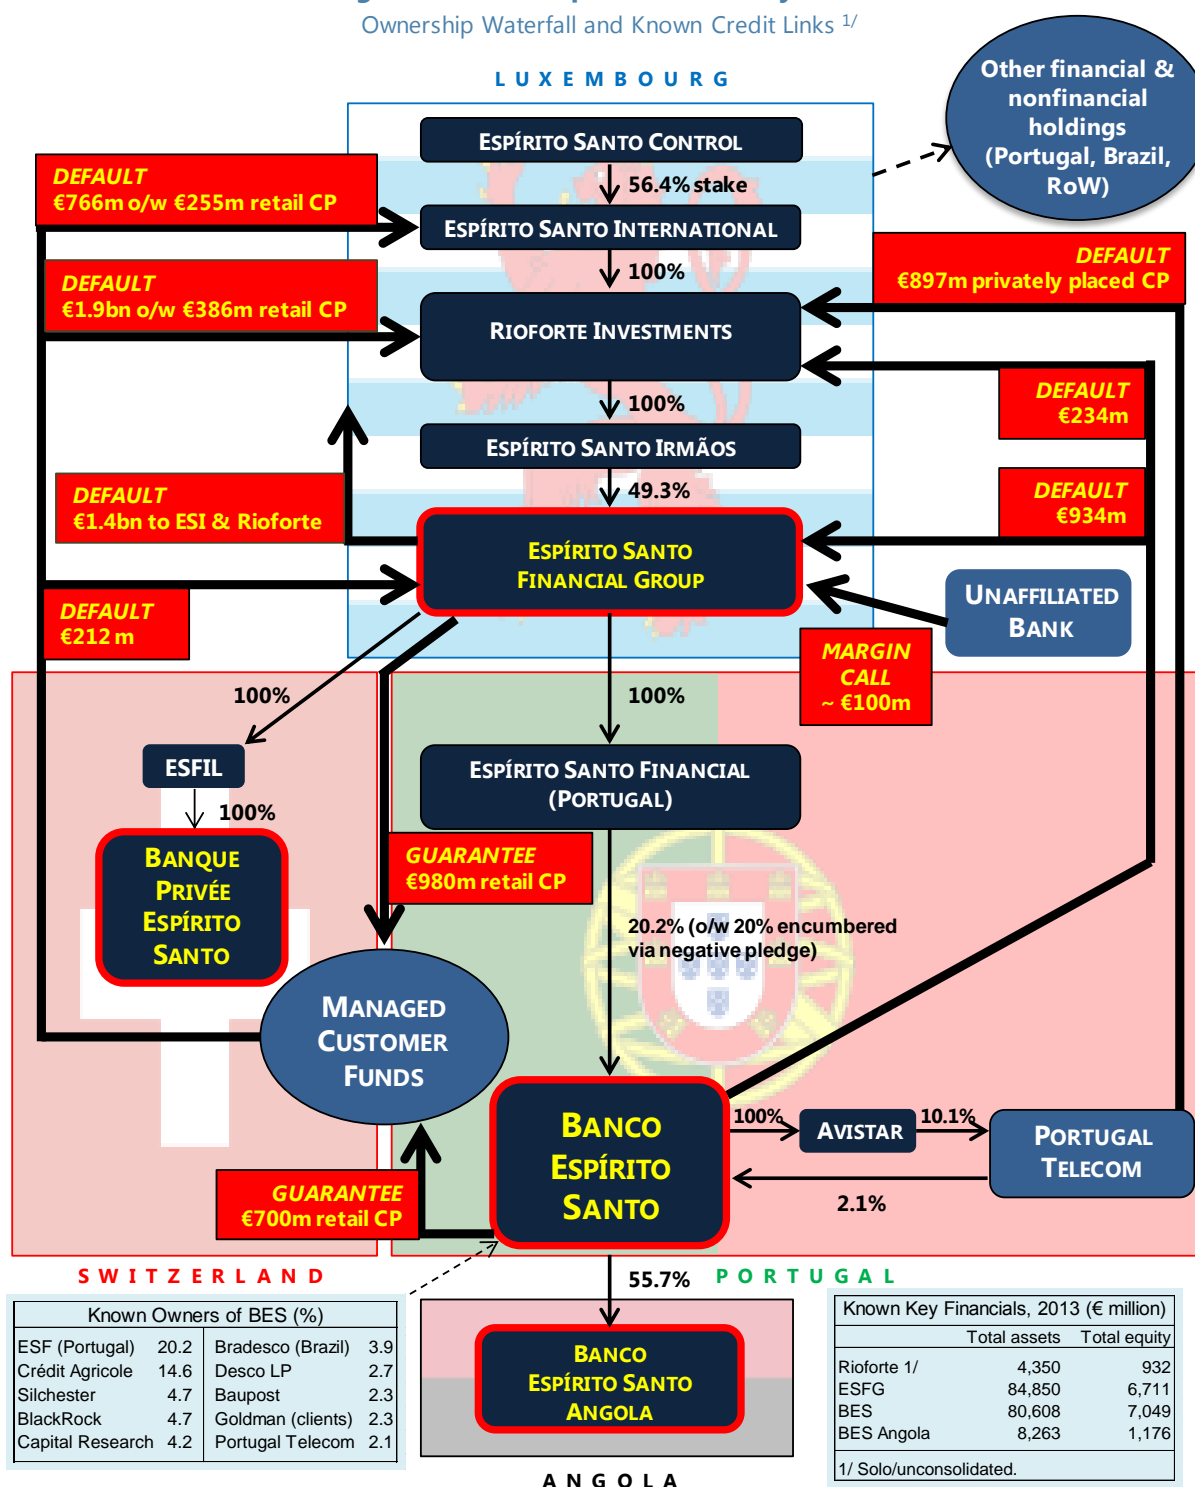 Ownership Waterfall and Known Credit Links 1/
LUXEMBOURG
Other financial &
nonfinancial
holdings
(Portugal, Brazil,
RoW)
ESPÍRITO SANTO CONTROL
56.4% stake
DEFAULT
€766m o/w €255m retail CP
ESPÍRITO SANTO INTERNATIONAL
100%
DEFAULT
€897m privately placed CP
DEFAULT
€1.9bn o/w €386m retail CP
RIOFORTE INVESTMENTS
100%
DEFAULT
€234m
ESPÍRITO SANTO IRMÃOS
49.3%
DEFAULT
€1.4bn to ESI & Rioforte
DEFAULT
€934m
ESPÍRITO SANTO
FINANCIAL GROUP
UNAFFILIATED
BANK
DEFAULT
€212 m
MARGIN
CALL
~ €100m
100%
100%
ESFIL
100%
ESPÍRITO SANTO FINANCIAL
(PORTUGAL)
BANQUE
PRIVÉE
ESPÍRITO
SANTO
GUARANTEE
€980m retail CP
20.2% (o/w 20% encumbered
via negative pledge)
MANAGED
CUSTOMER
FUNDS
BANCO
ESPÍRITO
SANTO
100%
AVISTAR
10.1%
PORTUGAL
TELECOM
2.1%
GUARANTEE
€700m retail CP
SWITZERLAND
55.7%
PORTUGAL
Known Owners of BES (%)
ESF (Portugal) 20.2 Bradesco (Brazil) 3.9
Crédit Agricole 14.6 Desco LP 2.7
Silchester 4.7 Baupost 2.3
BlackRock 4.7 Goldman (clients) 2.3
Capital Research 4.2 Portugal Telecom 2.1
BANCO
ESPÍRITO SANTO
ANGOLA
ANGOLA
Known Key Financials, 2013 (€ million)
Total assets Total equity
Rioforte 1/ 4,350 932
ESFG 84,850 6,711
BES 80,608 7,049
BES Angola 8,263 1,176
1/ Solo/unconsolidated.